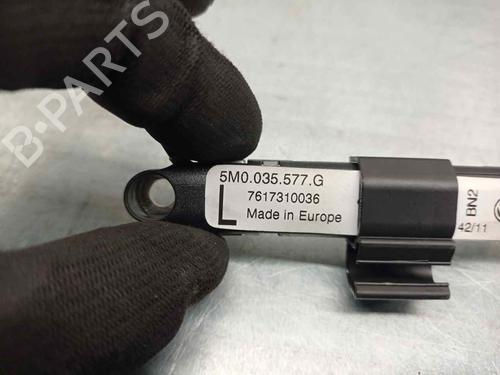 5M0.035.577.G
7617310036
L
Made in Europe
BN2
42/11
B-PARTS